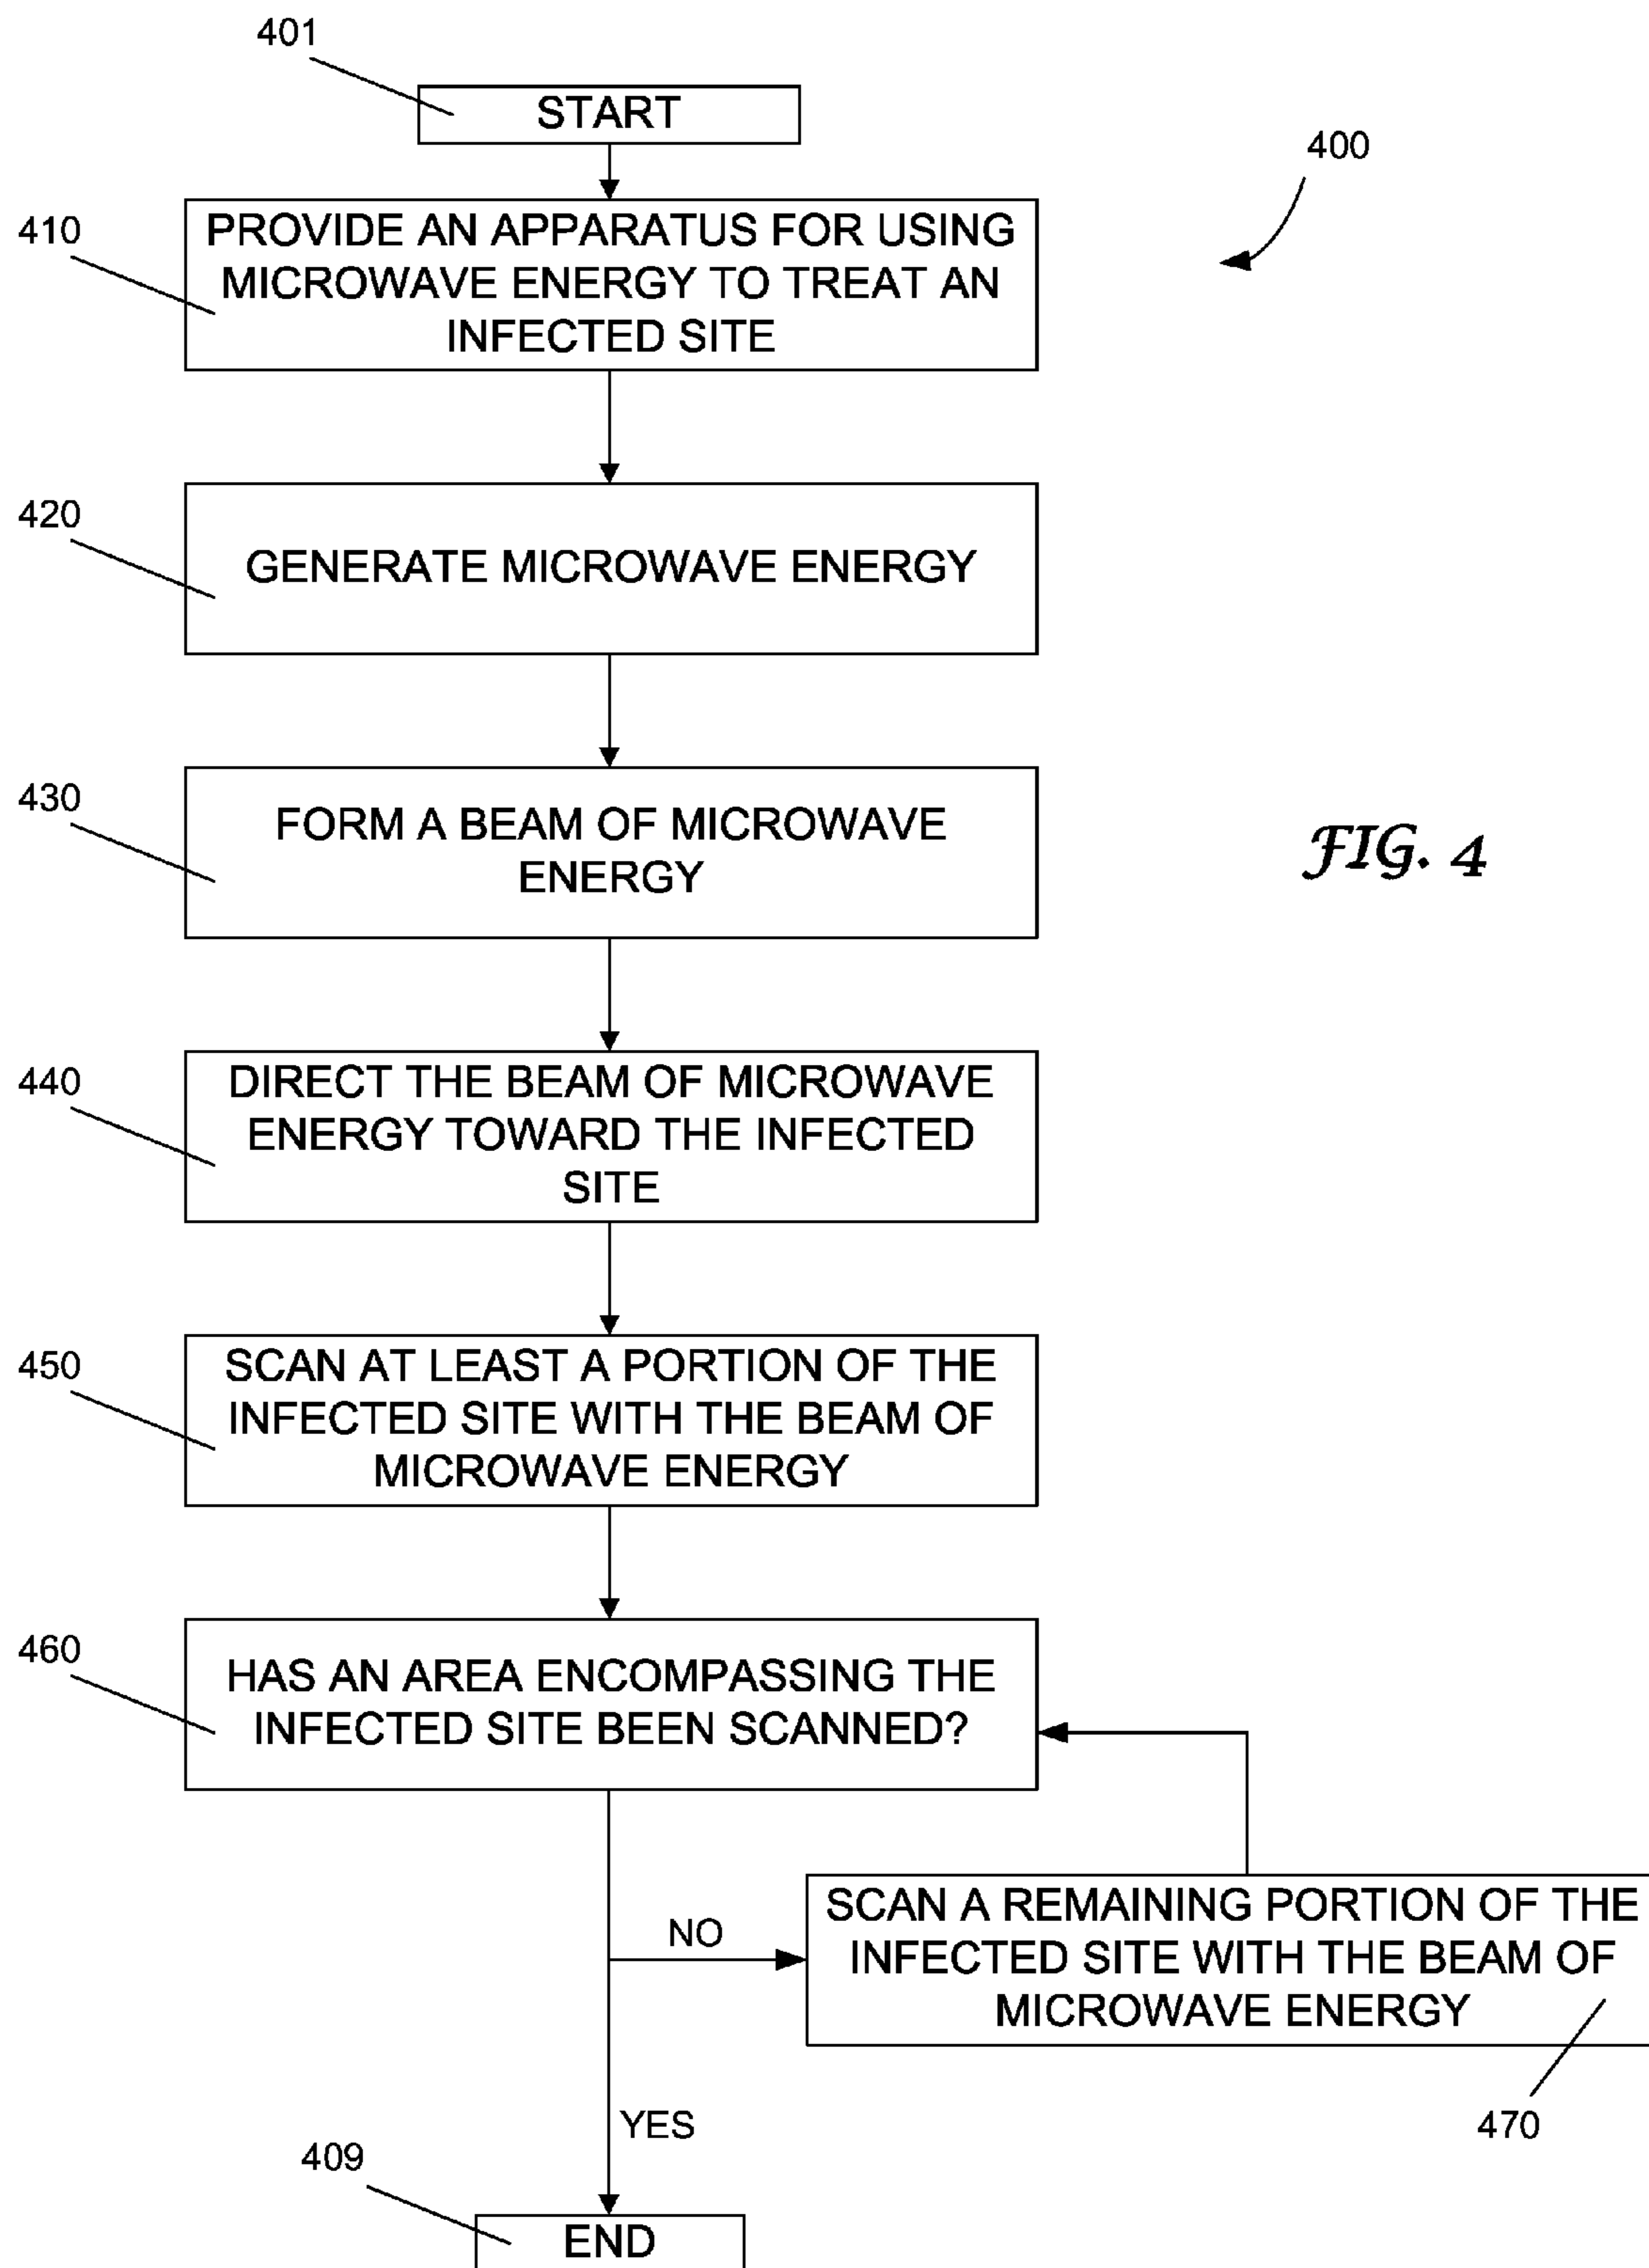 401
START
400
410
PROVIDE AN APPARATUS FOR USING
MICROWAVE ENERGY TO TREAT AN
INFECTED SITE
420
GENERATE MICROWAVE ENERGY
430
FORM A BEAM OF MICROWAVE
ENERGY
FIG. 4
440
DIRECT THE BEAM OF MICROWAVE
ENERGY TOWARD THE INFECTED
SITE
450
SCAN AT LEAST A PORTION OF THE
INFECTED SITE WITH THE BEAM OF
MICROWAVE ENERGY
460
HAS AN AREA ENCOMPASSING THE
INFECTED SITE BEEN SCANNED?
NO
SCAN A REMAINING PORTION OF THE
INFECTED SITE WITH THE BEAM OF
MICROWAVE ENERGY
470
YES
409
END